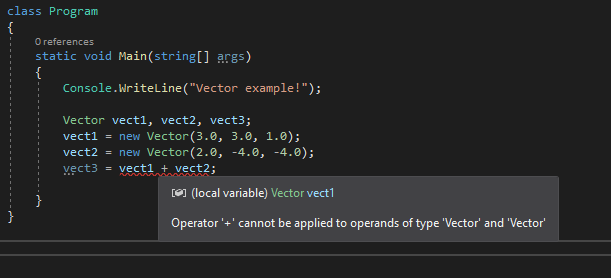 class Program
{
0 references
static void Main(string[] args)
{
Console.WriteLine("Vector example!");
Vector vect1, vect2, vect3;
vect1 = new Vector(3.0, 3.0, 1.0);
vect2 = new Vector(2.0, -4.0, -4.0);
vect3 = vect1 + vect2;
(local variable) Vector vect1
}
Operator '+' cannot be applied to operands of type 'Vector' and 'Vector'
}